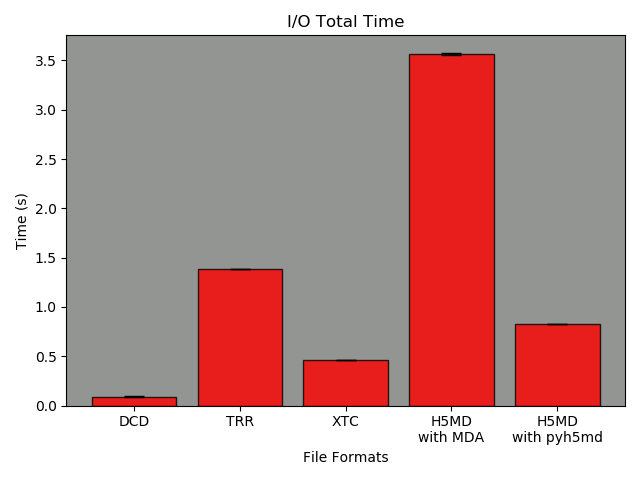 I/O Total Time
Time (s)
3.5
3.0
2.5
2.0
1.5
1.0
0.5
0.0
DCD
TRR
XTC
H5MD
with MDA
H5MD
with pyh5md
File Formats